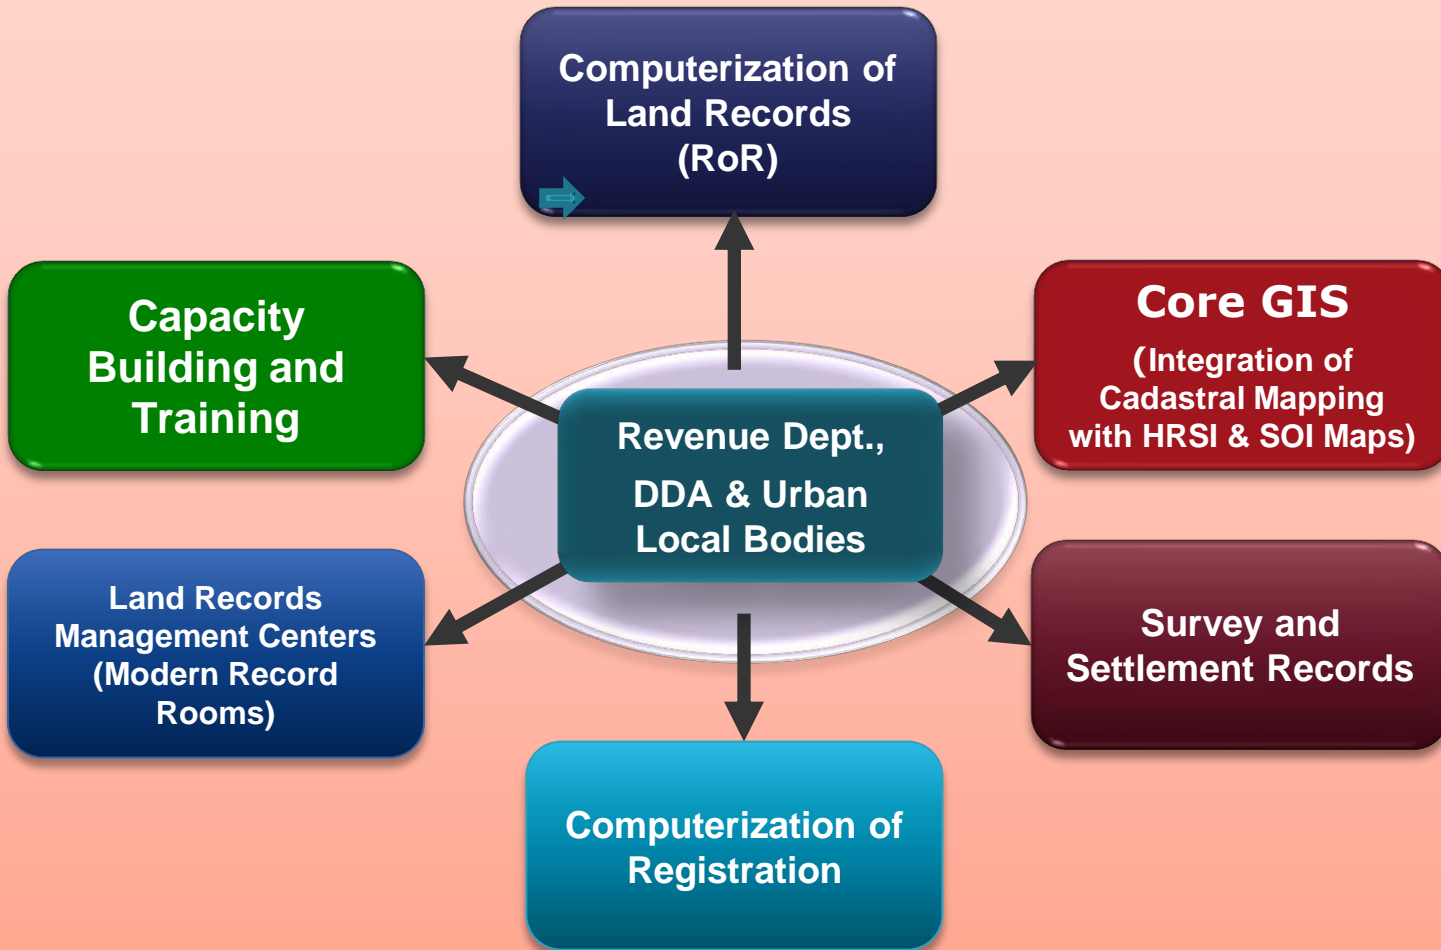 Computerization of
Land Records
(RoR)
Capacity
Building and
Training
Core GIS
(Integration of
Cadastral Mapping
with HRSI & SOI Maps)
Revenue Dept.,
DDA & Urban
Local Bodies
Land Records
Management Centers
(Modern Record
Rooms)
Survey and
Settlement Records
Computerization of
Registration